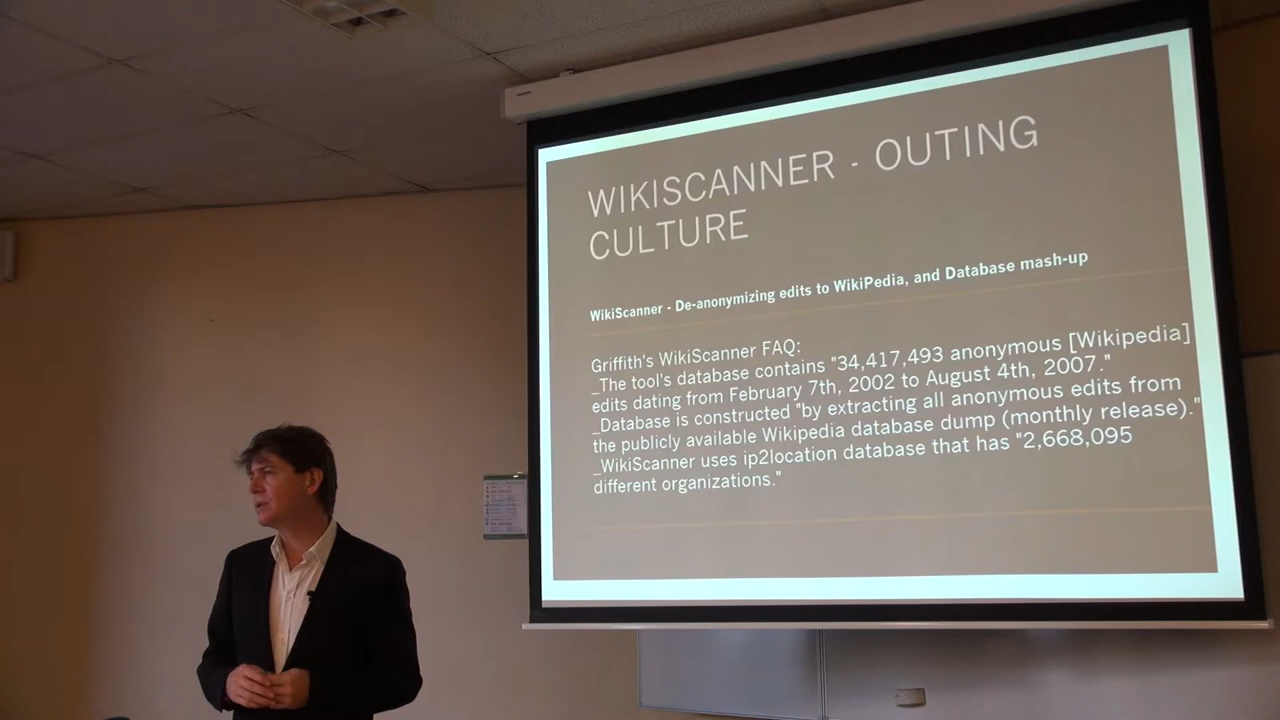 WIKISCANNER - OUTING
CULTURE
WikiScanner - De-anonymizing edits to WikiPedia, and Database mash-up
Griffith's WikiScanner FAQ:
_The tool's database contains "34,417,493 anonymous [Wikipedia]
edits dating from February 7th, 2002 to August 4th, 2007."
_Database is constructed "by extracting all anonymous edits from
the publicly available Wikipedia database dump (monthly release)."
_WikiScanner uses ip2location database that has "2,668,095
different organizations."